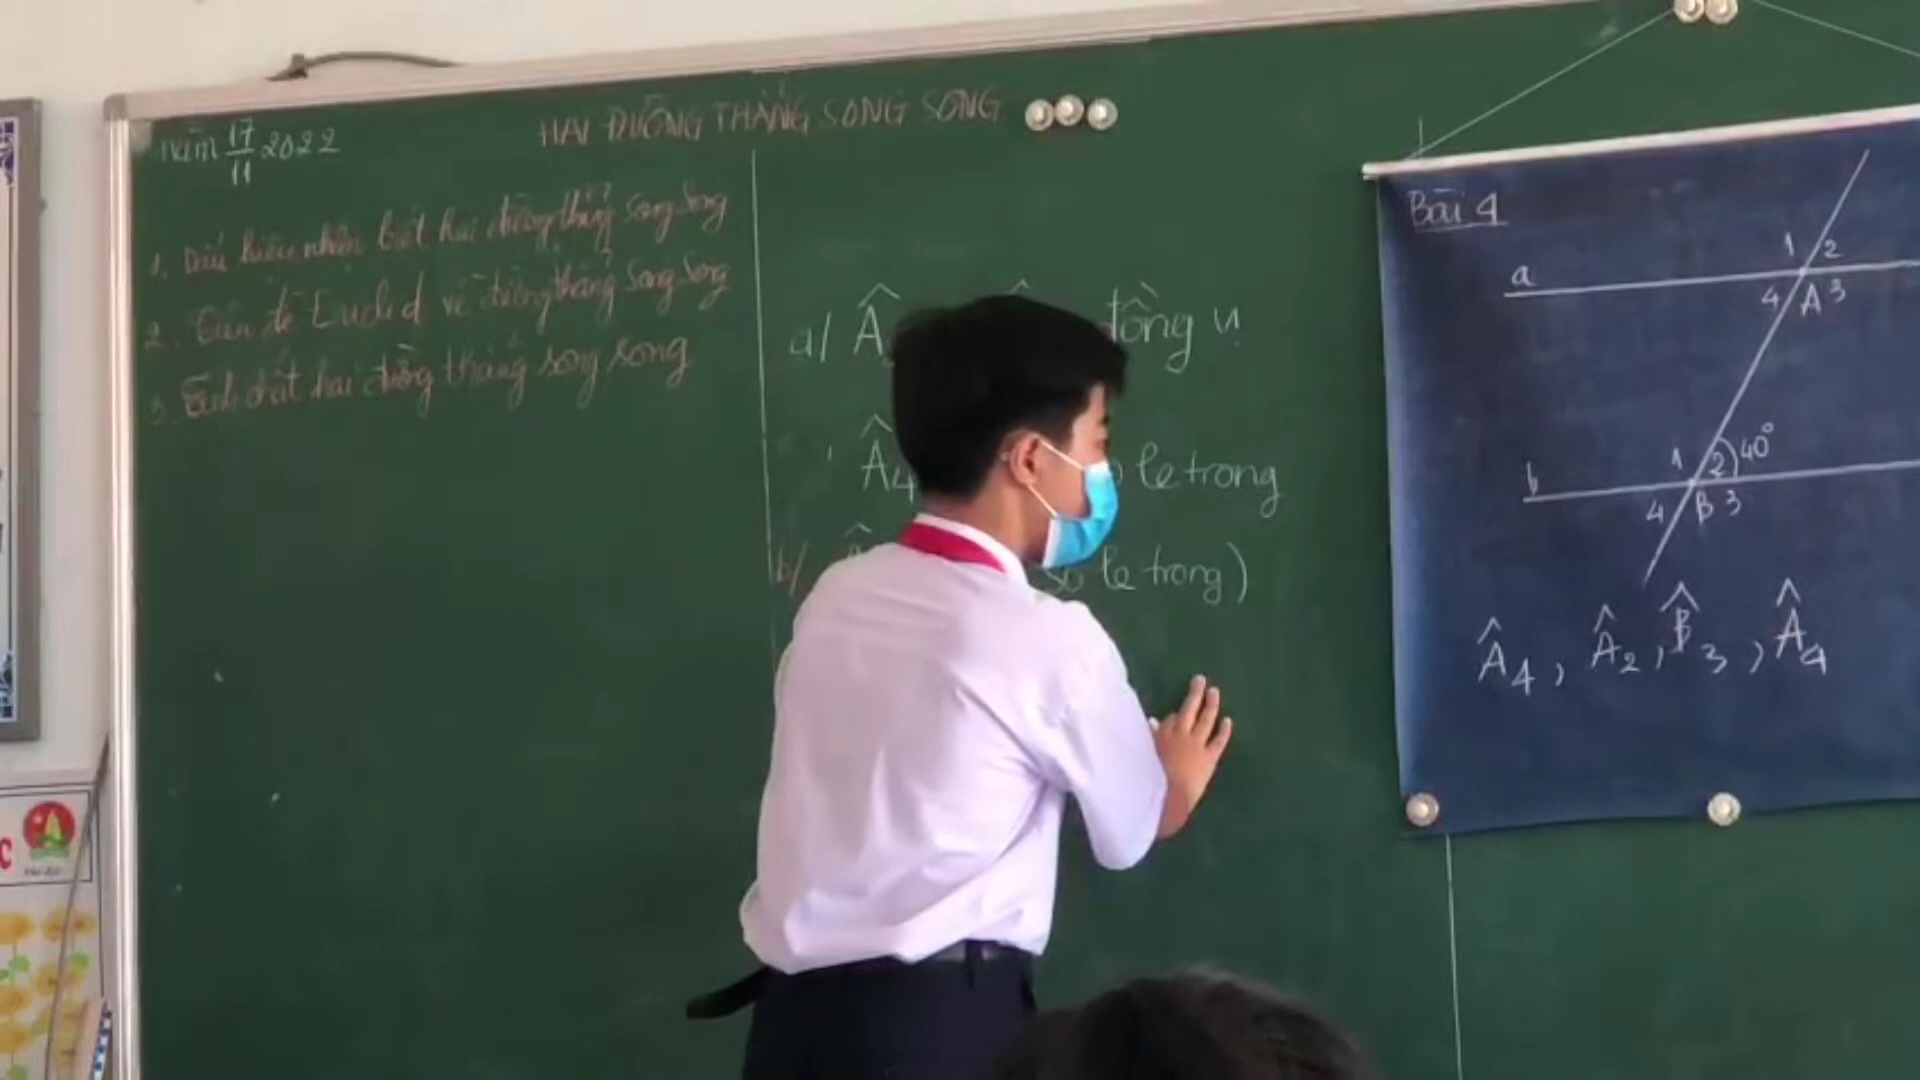 17/11 2022
HAI ĐƯỜNG THẲNG SONG SONG
1. Dấu hiệu nhận biết hai đường thẳng song song
2. Tiên đề Euclid về đường thẳng song song
3. Tính chất hai đường thẳng song song
a/ Â đồng vị
Â4 le trong
b/ so le trong)
Bài 4
1 2
a
4 A 3
1 2 40°
b
4 B 3
Â4, Â2, B̂3, Â4